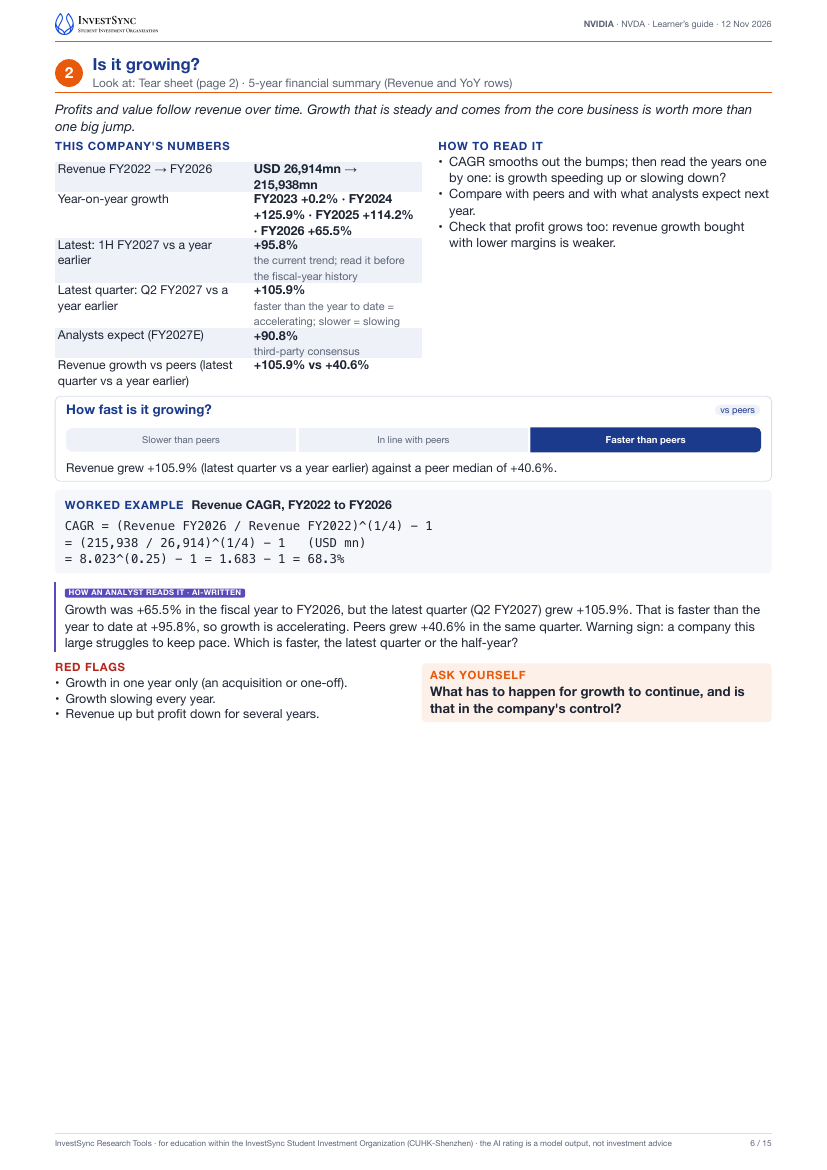 INVESTSYNC
STUDENT INVESTMENT ORGANIZATION
NVIDIA · NVDA · Learner's guide · 12 Nov 2026
2
Is it growing?
Look at: Tear sheet (page 2) · 5-year financial summary (Revenue and YoY rows)
Profits and value follow revenue over time. Growth that is steady and comes from the core business is worth more than
one big jump.
THIS COMPANY'S NUMBERS
Revenue FY2022 → FY2026
USD 26,914mn →
215,938mn
Year-on-year growth
FY2023 +0.2% · FY2024
+125.9% · FY2025 +114.2%
· FY2026 +65.5%
Latest: 1H FY2027 vs a year
earlier
+95.8%
the current trend; read it before
the fiscal-year history
Latest quarter: Q2 FY2027 vs a
year earlier
+105.9%
faster than the year to date =
accelerating; slower = slowing
Analysts expect (FY2027E)
+90.8%
third-party consensus
Revenue growth vs peers (latest
quarter vs a year earlier)
+105.9% vs +40.6%
HOW TO READ IT
• CAGR smooths out the bumps; then read the years one
by one: is growth speeding up or slowing down?
• Compare with peers and with what analysts expect next
year.
• Check that profit grows too: revenue growth bought
with lower margins is weaker.
How fast is it growing?
vs peers
Slower than peers
In line with peers
Faster than peers
Revenue grew +105.9% (latest quarter vs a year earlier) against a peer median of +40.6%.
WORKED EXAMPLE Revenue CAGR, FY2022 to FY2026
CAGR = (Revenue FY2026 / Revenue FY2022)^(1/4) − 1
= (215,938 / 26,914)^(1/4) − 1 (USD mn)
= 8.023^(0.25) − 1 = 1.683 − 1 = 68.3%
HOW AN ANALYST READS IT · AI-WRITTEN
Growth was +65.5% in the fiscal year to FY2026, but the latest quarter (Q2 FY2027) grew +105.9%. That is faster than the
year to date at +95.8%, so growth is accelerating. Peers grew +40.6% in the same quarter. Warning sign: a company this
large struggles to keep pace. Which is faster, the latest quarter or the half-year?
RED FLAGS
• Growth in one year only (an acquisition or one-off).
• Growth slowing every year.
• Revenue up but profit down for several years.
ASK YOURSELF
What has to happen for growth to continue, and is
that in the company's control?
InvestSync Research Tools · for education within the InvestSync Student Investment Organization (CUHK-Shenzhen) · the AI rating is a model output, not investment advice
6 / 15